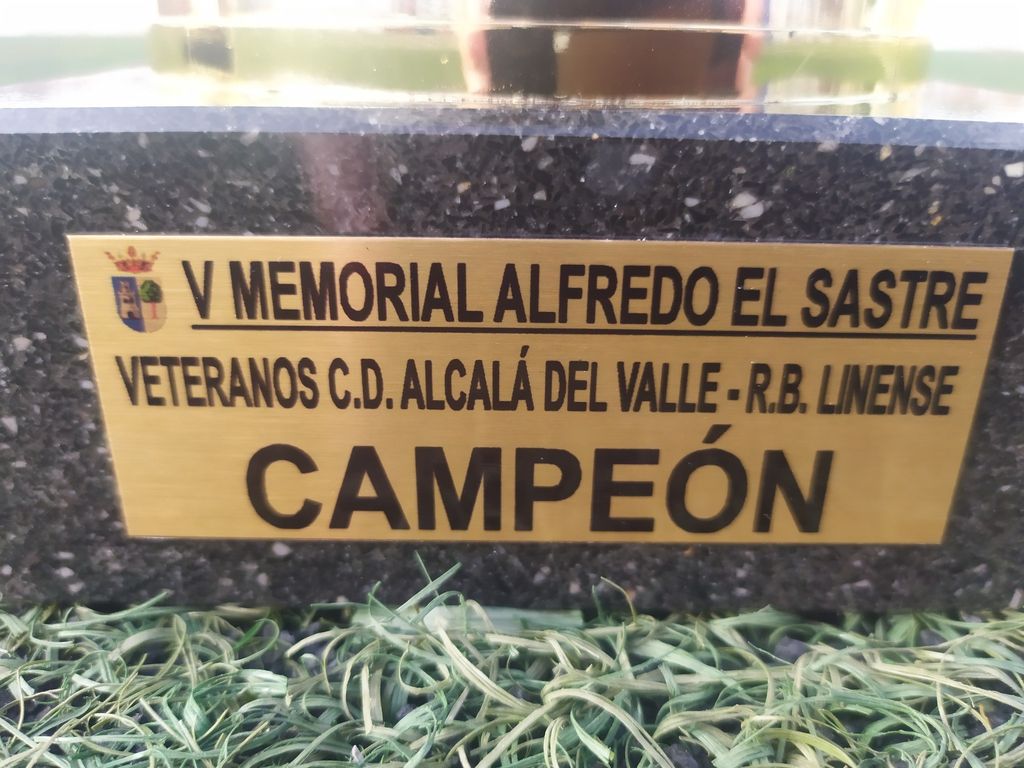 V MEMORIAL ALFREDO EL SASTRE
VETERANOS C.D. ALCALÁ DEL VALLE - R.B. LINENSE
CAMPEÓN